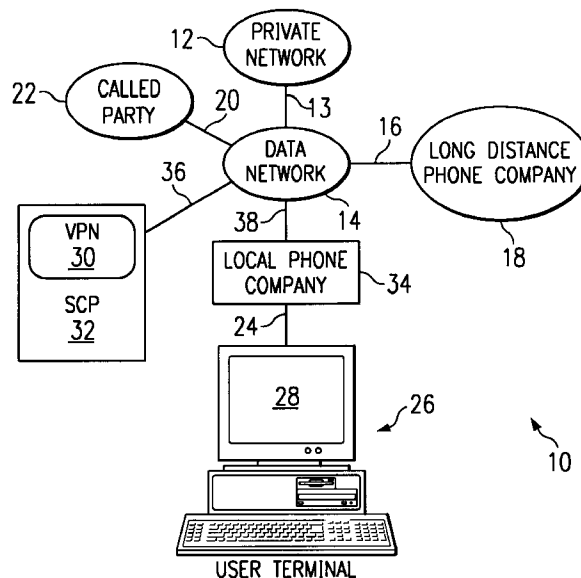 12
PRIVATE
NETWORK
22
CALLED
PARTY
20
13
DATA
NETWORK
16
LONG DISTANCE
PHONE COMPANY
18
36
38
14
VPN
30
SCP
32
LOCAL PHONE
COMPANY
34
24
28
26
10
USER TERMINAL